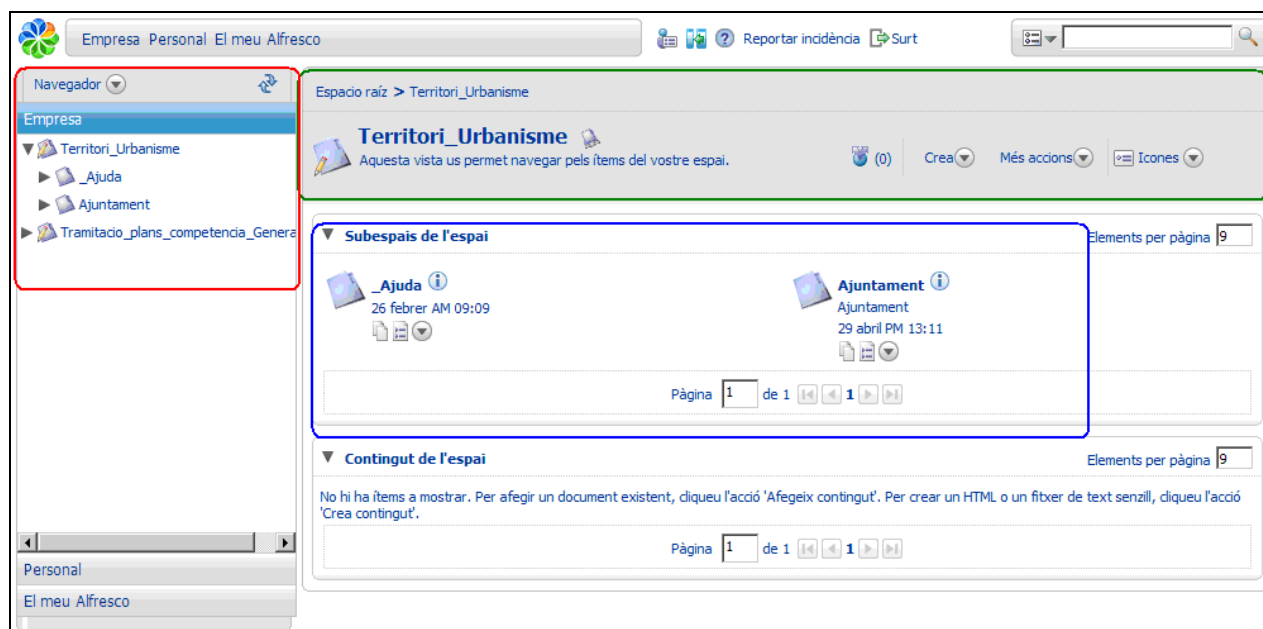 Empresa Personal El meu Alfresco
Reportar incidència Surt
Navegador
Empresa
Territori_Urbanisme
_Ajuda
Ajuntament
Tramitacio_plans_competencia_Genera
Personal
El meu Alfresco
Espacio raíz > Territori_Urbanisme
Territori_Urbanisme
Aquesta vista us permet navegar pels ítems del vostre espai.
(0) Crea Més accions Icones
Subespais de l'espai
Elements per pàgina 9
_Ajuda
26 febrer AM 09:09
Ajuntament
Ajuntament
29 abril PM 13:11
Pàgina 1 de 1 1
Contingut de l'espai
Elements per pàgina 9
No hi ha ítems a mostrar. Per afegir un document existent, cliqueu l'acció 'Afegeix contingut'. Per crear un HTML o un fitxer de text senzill, cliqueu l'acció
'Crea contingut'.
Pàgina 1 de 1 1